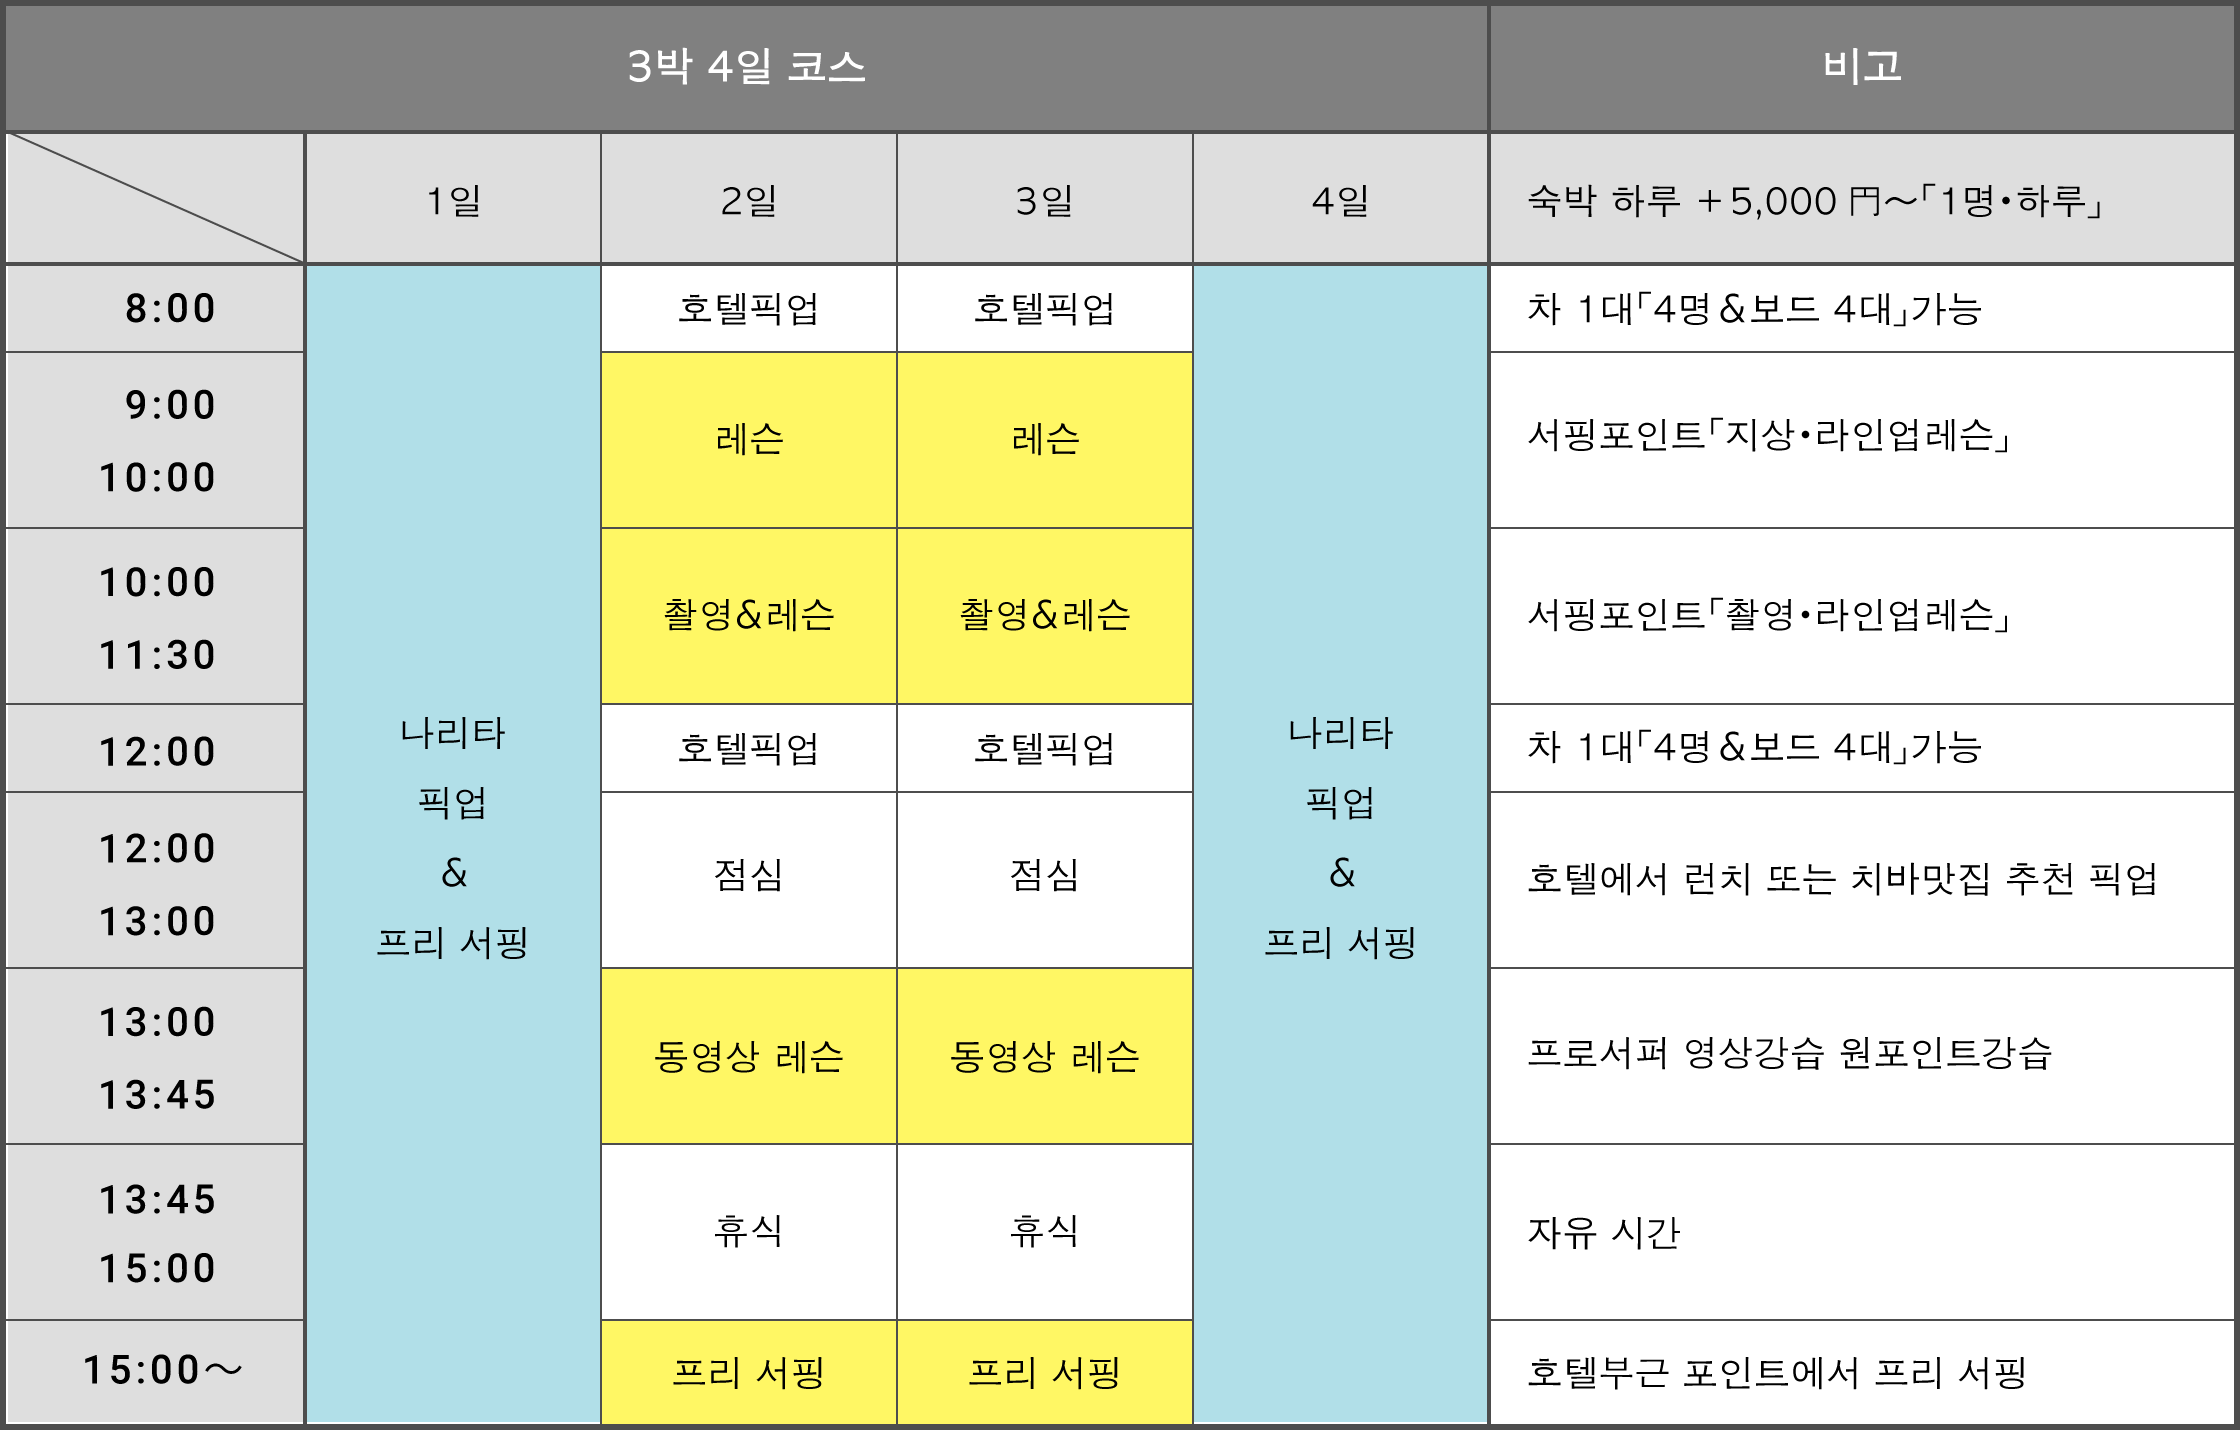 3박 4일 코스
비고
1일
2일
3일
4일
숙박 하루 +5,000 円~「1명・하루」
8:00
호텔픽업
호텔픽업
차 1대「4명&보드 4대」가능
9:00
10:00
레슨
레슨
서핑포인트「지상・라인업레슨」
10:00
11:30
촬영&레슨
촬영&레슨
서핑포인트「촬영・라인업레슨」
나리타
픽업
&
프리 서핑
나리타
픽업
&
프리 서핑
12:00
호텔픽업
호텔픽업
차 1대「4명&보드 4대」가능
12:00
13:00
점심
점심
호텔에서 런치 또는 치바맛집 추천 픽업
13:00
13:45
동영상 레슨
동영상 레슨
프로서퍼 영상강습 원포인트강습
13:45
15:00
휴식
휴식
자유 시간
15:00~
프리 서핑
프리 서핑
호텔부근 포인트에서 프리 서핑